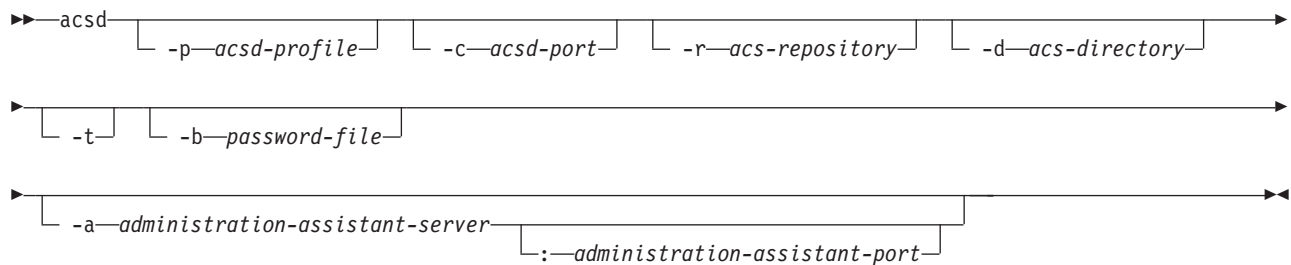 acsd
-p acsd-profile -c acsd-port -r acs-repository -d acs-directory
-t -b password-file
-a administration-assistant-server
: administration-assistant-port